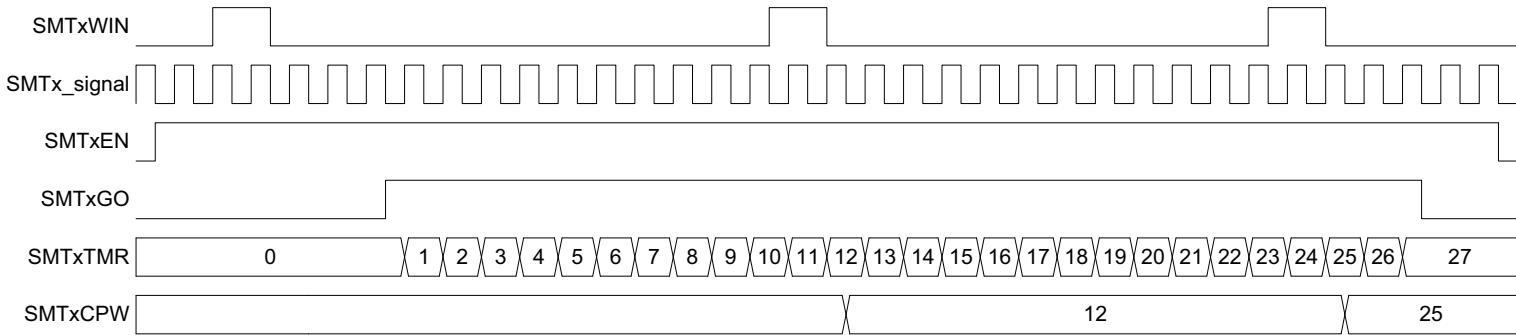 SMTxWIN
SMTx_signal
SMTxEN
SMTxGO
SMTxTMR 0 1 2 3 4 5 6 7 8 9 10 11 12 13 14 15 16 17 18 19 20 21 22 23 24 25 26 27
SMTxCPW 12 25